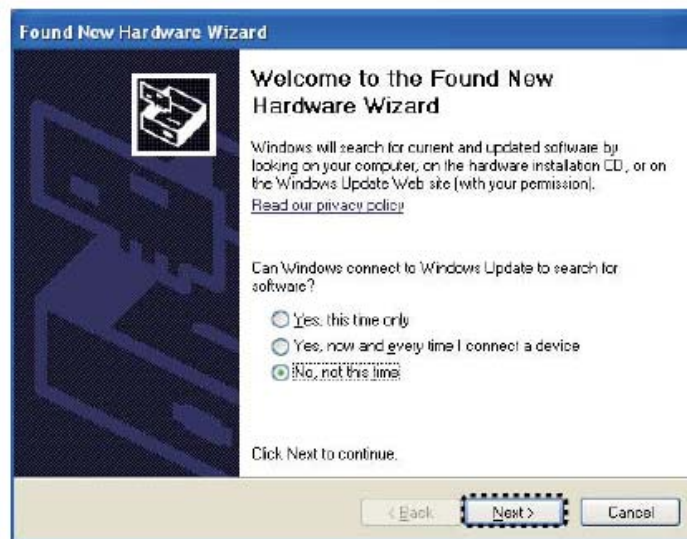 Found New Hardware Wizard
Welcome to the Found New
Hardware Wizard
Windows will search for current and updated software by
looking on your computer, on the hardware installation CD, or on
the Windows Update Web site (with your permission).
Read our privacy policy
Can Windows connect to Windows Update to search for
software?
Yes, this time only
Yes, now and every time I connect a device
No, not this time
Click Next to continue.
< Back
Next >
Cancel